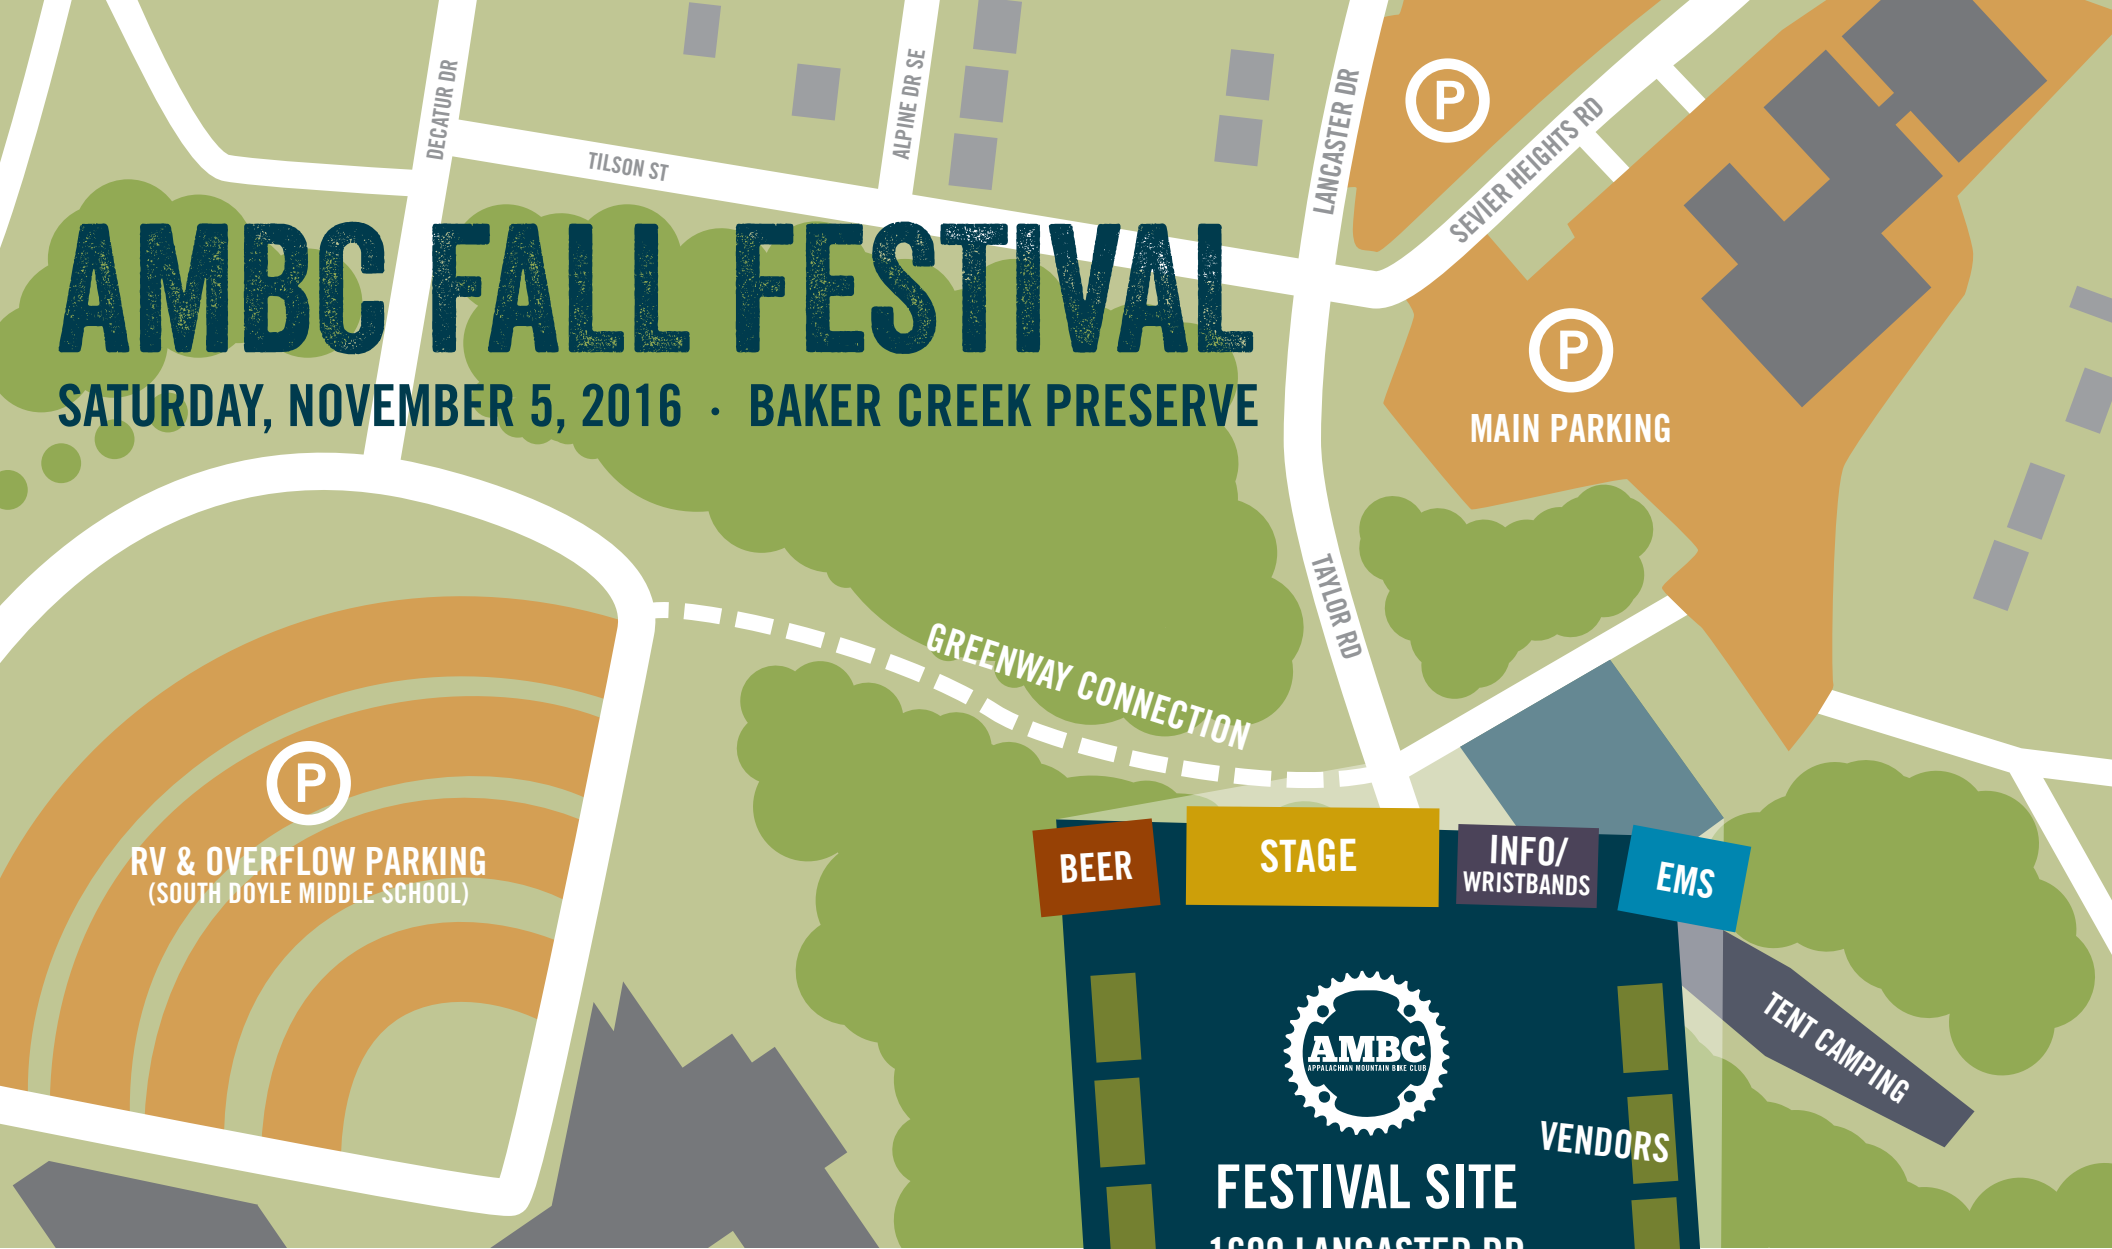 DECATUR DR
TILSON ST
ALPINE DR SE
LANCASTER DR
SEVIER HEIGHTS RD
P
AMBC FALL FESTIVAL
SATURDAY, NOVEMBER 5, 2016 · BAKER CREEK PRESERVE
P
MAIN PARKING
TAYLOR RD
GREENWAY CONNECTION
P
RV & OVERFLOW PARKING
(SOUTH DOYLE MIDDLE SCHOOL)
BEER
STAGE
INFO/
WRISTBANDS
EMS
TENT CAMPING
AMBC
APPALACHIAN MOUNTAIN BIKE CLUB
VENDORS
FESTIVAL SITE
LANCASTER DR